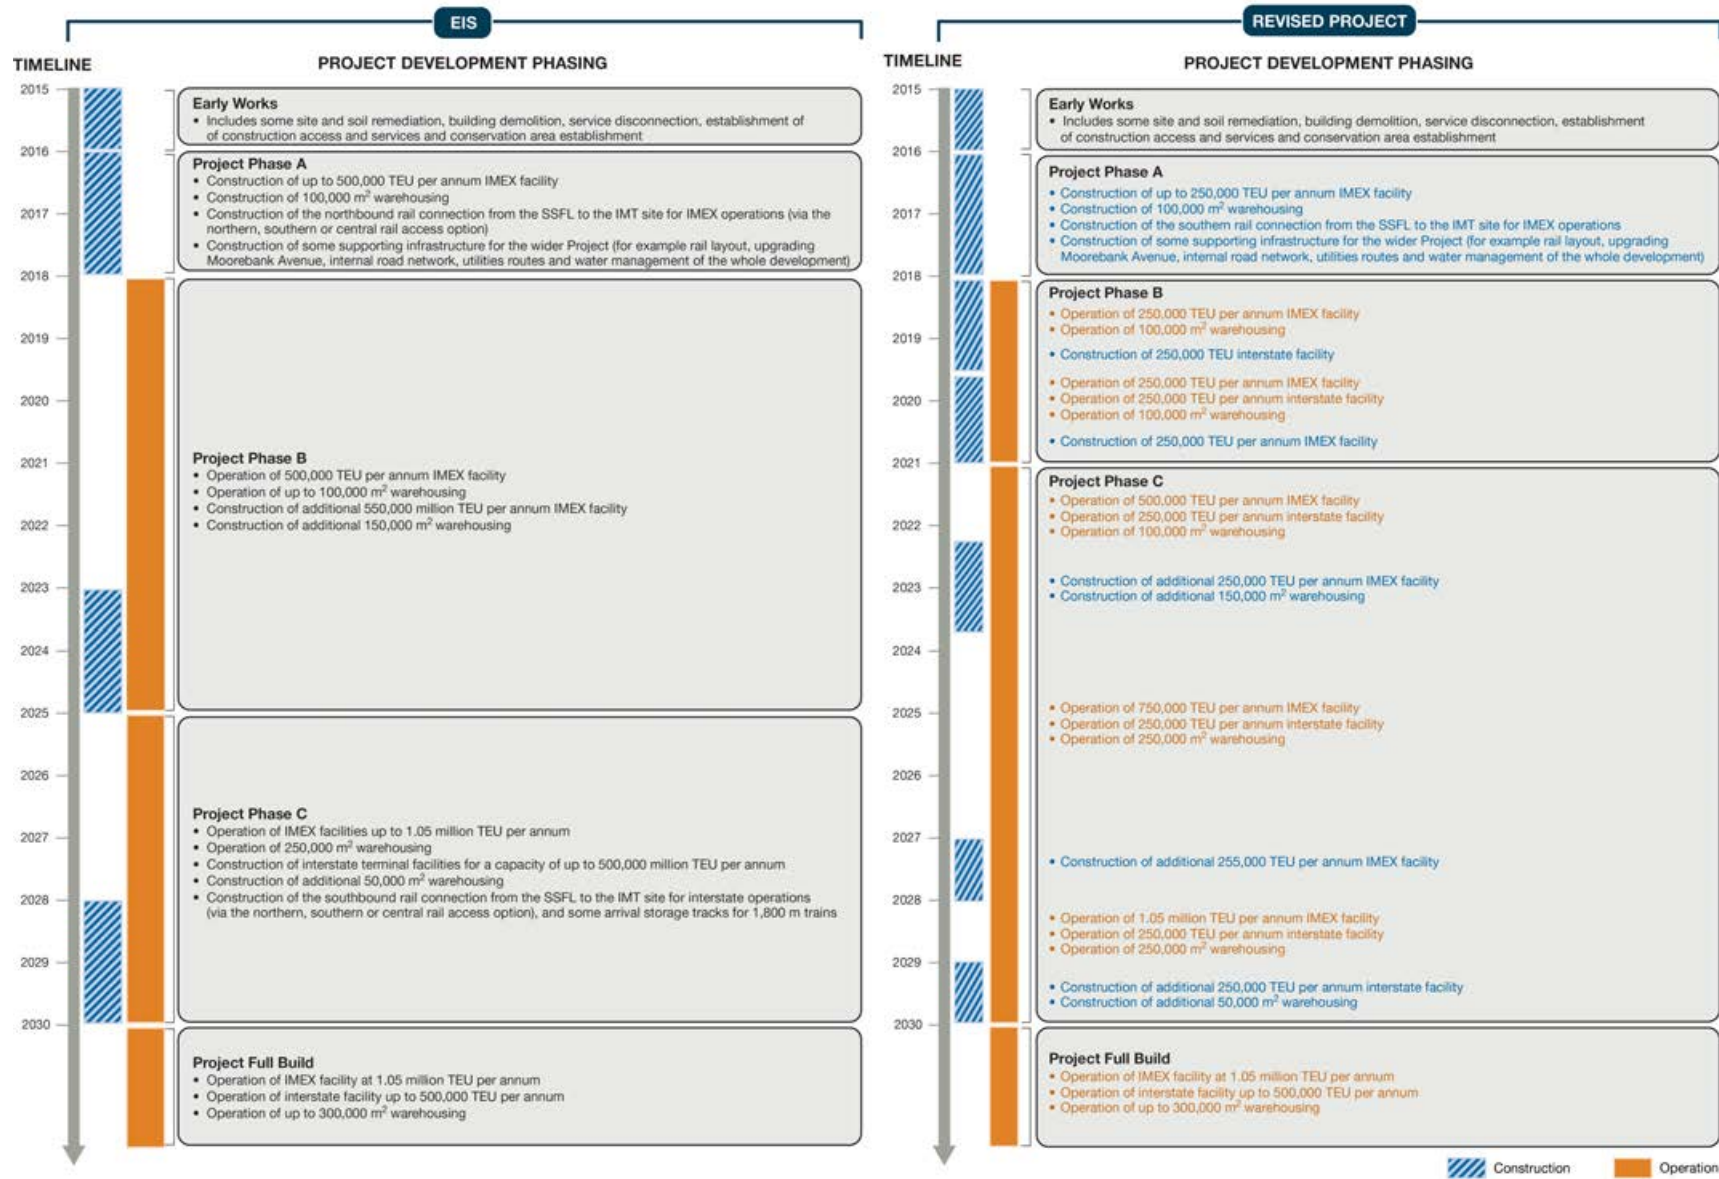 EIS
TIMELINE
PROJECT DEVELOPMENT PHASING
2015
2016
2017
2018
2019
2020
2021
2022
2023
2024
2025
2026
2027
2028
2029
2030
Early Works
• Includes some site and soil remediation, building demolition, service disconnection, establishment of
of construction access and services and conservation area establishment
Project Phase A
• Construction of up to 500,000 TEU per annum IMEX facility
• Construction of 100,000 m² warehousing
• Construction of the northbound rail connection from the SSFL to the IMT site for IMEX operations (via the
northern, southern or central rail access option)
• Construction of some supporting infrastructure for the wider Project (for example rail layout, upgrading
Moorebank Avenue, internal road network, utilities routes and water management of the whole development)
Project Phase B
• Operation of 500,000 TEU per annum IMEX facility
• Operation of up to 100,000 m² warehousing
• Construction of additional 550,000 million TEU per annum IMEX facility
• Construction of additional 150,000 m² warehousing
Project Phase C
• Operation of IMEX facilities up to 1.05 million TEU per annum
• Operation of 250,000 m² warehousing
• Construction of interstate terminal facilities for a capacity of up to 500,000 million TEU per annum
• Construction of additional 50,000 m² warehousing
• Construction of the southbound rail connection from the SSFL to the IMT site for interstate operations
(via the northern, southern or central rail access option), and some arrival storage tracks for 1,800 m trains
Project Full Build
• Operation of IMEX facility at 1.05 million TEU per annum
• Operation of interstate facility up to 500,000 TEU per annum
• Operation of up to 300,000 m² warehousing
REVISED PROJECT
TIMELINE
PROJECT DEVELOPMENT PHASING
2015
2016
2017
2018
2019
2020
2021
2022
2023
2024
2025
2026
2027
2028
2029
2030
Early Works
• Includes some site and soil remediation, building demolition, service disconnection, establishment
of construction access and services and conservation area establishment
Project Phase A
• Construction of up to 250,000 TEU per annum IMEX facility
• Construction of 100,000 m² warehousing
• Construction of the southern rail connection from the SSFL to the IMT site for IMEX operations
• Construction of some supporting infrastructure for the wider Project (for example rail layout, upgrading
Moorebank Avenue, internal road network, utilities routes and water management of the whole development)
Project Phase B
• Operation of 250,000 TEU per annum IMEX facility
• Operation of 100,000 m² warehousing
• Construction of 250,000 TEU interstate facility
• Operation of 250,000 TEU per annum IMEX facility
• Operation of 250,000 TEU per annum interstate facility
• Operation of 100,000 m² warehousing
• Construction of 250,000 TEU per annum IMEX facility
Project Phase C
• Operation of 500,000 TEU per annum IMEX facility
• Operation of 250,000 TEU per annum interstate facility
• Operation of 100,000 m² warehousing
• Construction of additional 250,000 TEU per annum IMEX facility
• Construction of additional 150,000 m² warehousing
• Operation of 750,000 TEU per annum IMEX facility
• Operation of 250,000 TEU per annum interstate facility
• Operation of 250,000 m² warehousing
• Construction of additional 255,000 TEU per annum IMEX facility
• Operation of 1.05 million TEU per annum IMEX facility
• Operation of 250,000 TEU per annum interstate facility
• Operation of 250,000 m² warehousing
• Construction of additional 250,000 TEU per annum interstate facility
• Construction of additional 50,000 m² warehousing
Project Full Build
• Operation of IMEX facility at 1.05 million TEU per annum
• Operation of interstate facility up to 500,000 TEU per annum
• Operation of up to 300,000 m² warehousing
Construction
Operation